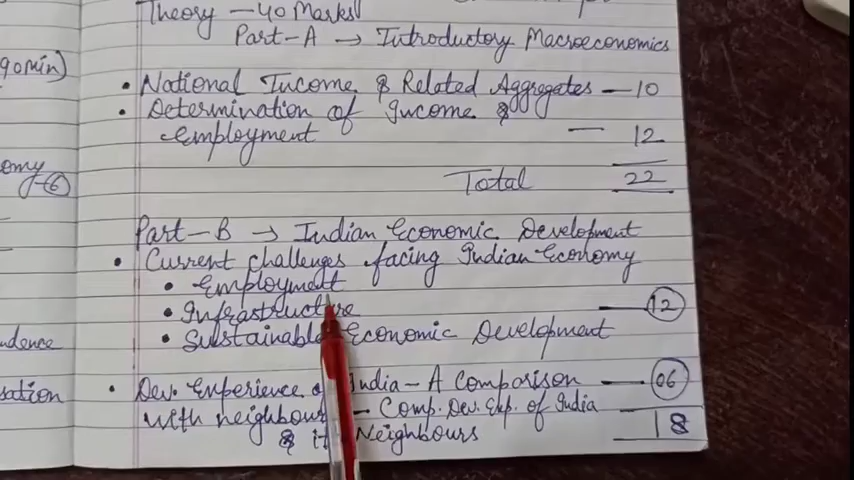 Theory - 40 Marks
Part-A → Introductory Macroeconomics
90 min)
• National Income & Related Aggregates - 10
• Determination of Income &
Employment - 12
omy
-(6)
Total 22
Part-B → Indian Economic Development
• Current challenges facing Indian Economy
• Employment
• Infrastructure - 12
• Sustainable Economic Development
ndence
• Dev. Experience of India - A Comparison - 06
sation
with neighbours - Comp. Dev. Exp. of India
& its Neighbours 18